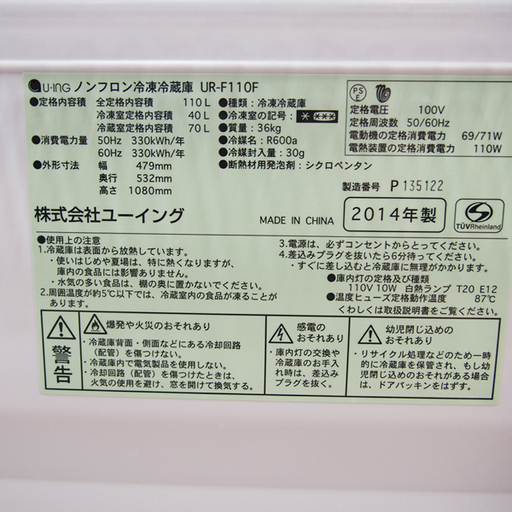 U·ING ノンフロン冷凍冷蔵庫 UR-F110F
●定格内容積 全定格内容積 110L
冷凍室定格内容積 40L
冷蔵室定格内容積 70L
●消費電力量 50Hz 330kWh/年
60Hz 330kWh/年
●外形寸法 幅 479mm
奥行 532mm
高さ 1080mm
●種類：冷凍冷蔵庫
●冷凍室の記号：
●質量：36kg
●冷媒：R600a
●冷媒封入量：30g
●断熱材発泡剤：シクロペンタン
PS
E
●定格電圧 100V
●定格周波数 50/60Hz
電動機の定格消費電力 69/71W
電熱装置の定格消費電力 110W
製造番号 P135122
株式会社ユーイング
MADE IN CHINA
2014年製
TÜVRheinland
●使用上の注意
1.冷蔵庫は表面から放熱しています。
・使いはじめや夏場は、特に熱くなりますが、
庫内の食品には影響ありません。
・水気の多い食品は、棚の奥に置かないでください。
2.周囲温度が約5℃以下では、冷蔵室内の食品が凍ることが
あります。
3.電源は、必ずコンセントからとってください。
4.差込みプラグを抜いたら6分待ってください。
・すぐに差し込むと冷蔵庫に無理がかかります。
●庫内灯の定格及び種類
110V 10W 白熱ランプ T20 E12
●温度ヒューズ定格動作温度 87℃
くわしくは取扱説明書をご覧ください。
警告
爆発や火災のおそれあり
・冷蔵庫背面・側面などにある冷却回路
（配管）を傷つけない。
・冷蔵庫内で電気製品を使用しない。
・冷却回路（配管）を傷つけたときは、
火気の使用を避け、窓を開けて換気する。
感電の
おそれあり
・庫内灯の交換や
冷蔵庫のお手入
れ時は、差込み
プラグを抜く。
幼児閉じ込めの
おそれあり
・リサイクル処理などのため一時
的に冷蔵庫を保管され、もし幼
児閉じ込めのおそれがある場合
は、ドアパッキンをはずす。